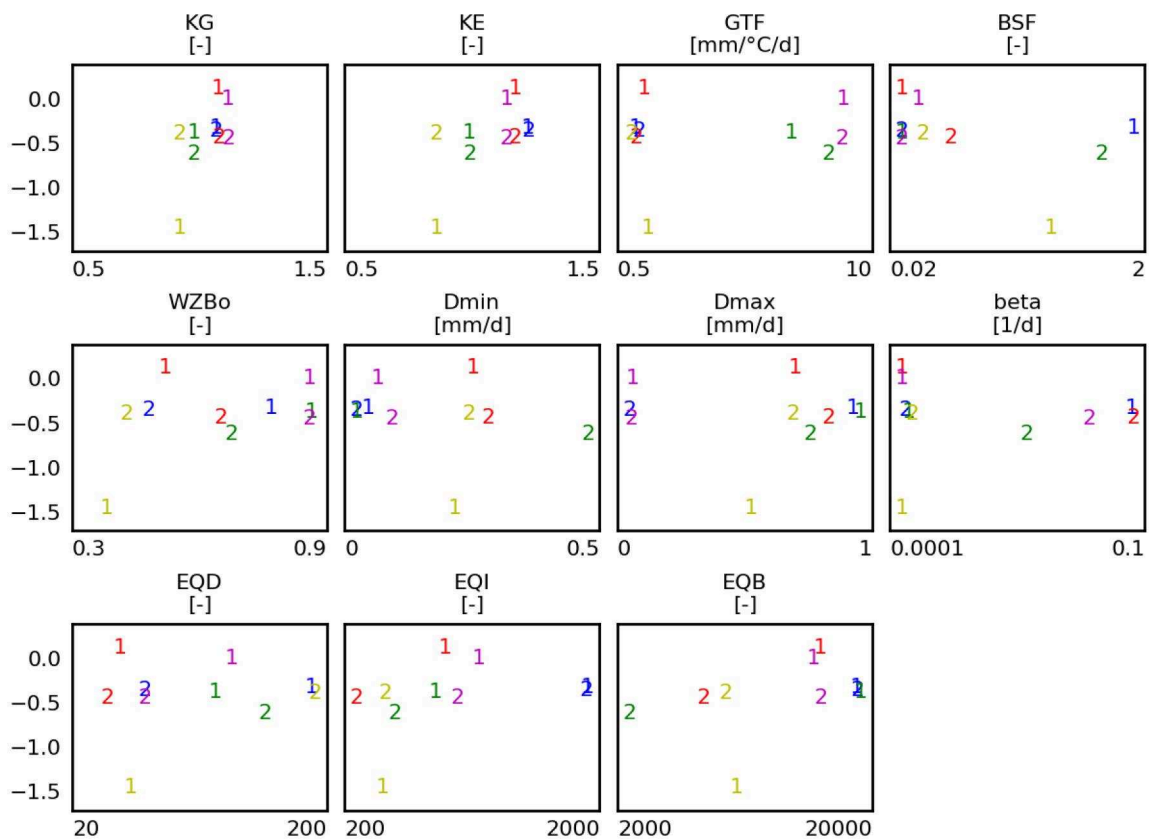 KG KE GTF BSF
[-] [-] [mm/°C/d] [-]
0.0
−0.5
−1.0
−1.5
0.5 1.5 0.5 1.5 0.5 10 0.02 2
WZBo Dmin Dmax beta
[-] [mm/d] [mm/d] [1/d]
0.0
−0.5
−1.0
−1.5
0.3 0.9 0 0.5 0 1 0.0001 0.1
EQD EQI EQB
[-] [-] [-]
0.0
−0.5
−1.0
−1.5
20 200 200 2000 2000 20000